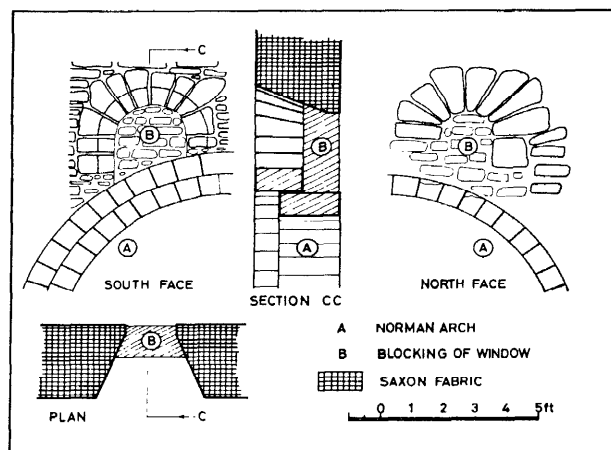 C
B
B
B
A
A
A
SOUTH FACE
SECTION CC
NORTH FACE
B
C
PLAN
A NORMAN ARCH
B BLOCKING OF WINDOW
SAXON FABRIC
0 1 2 3 4 5ft